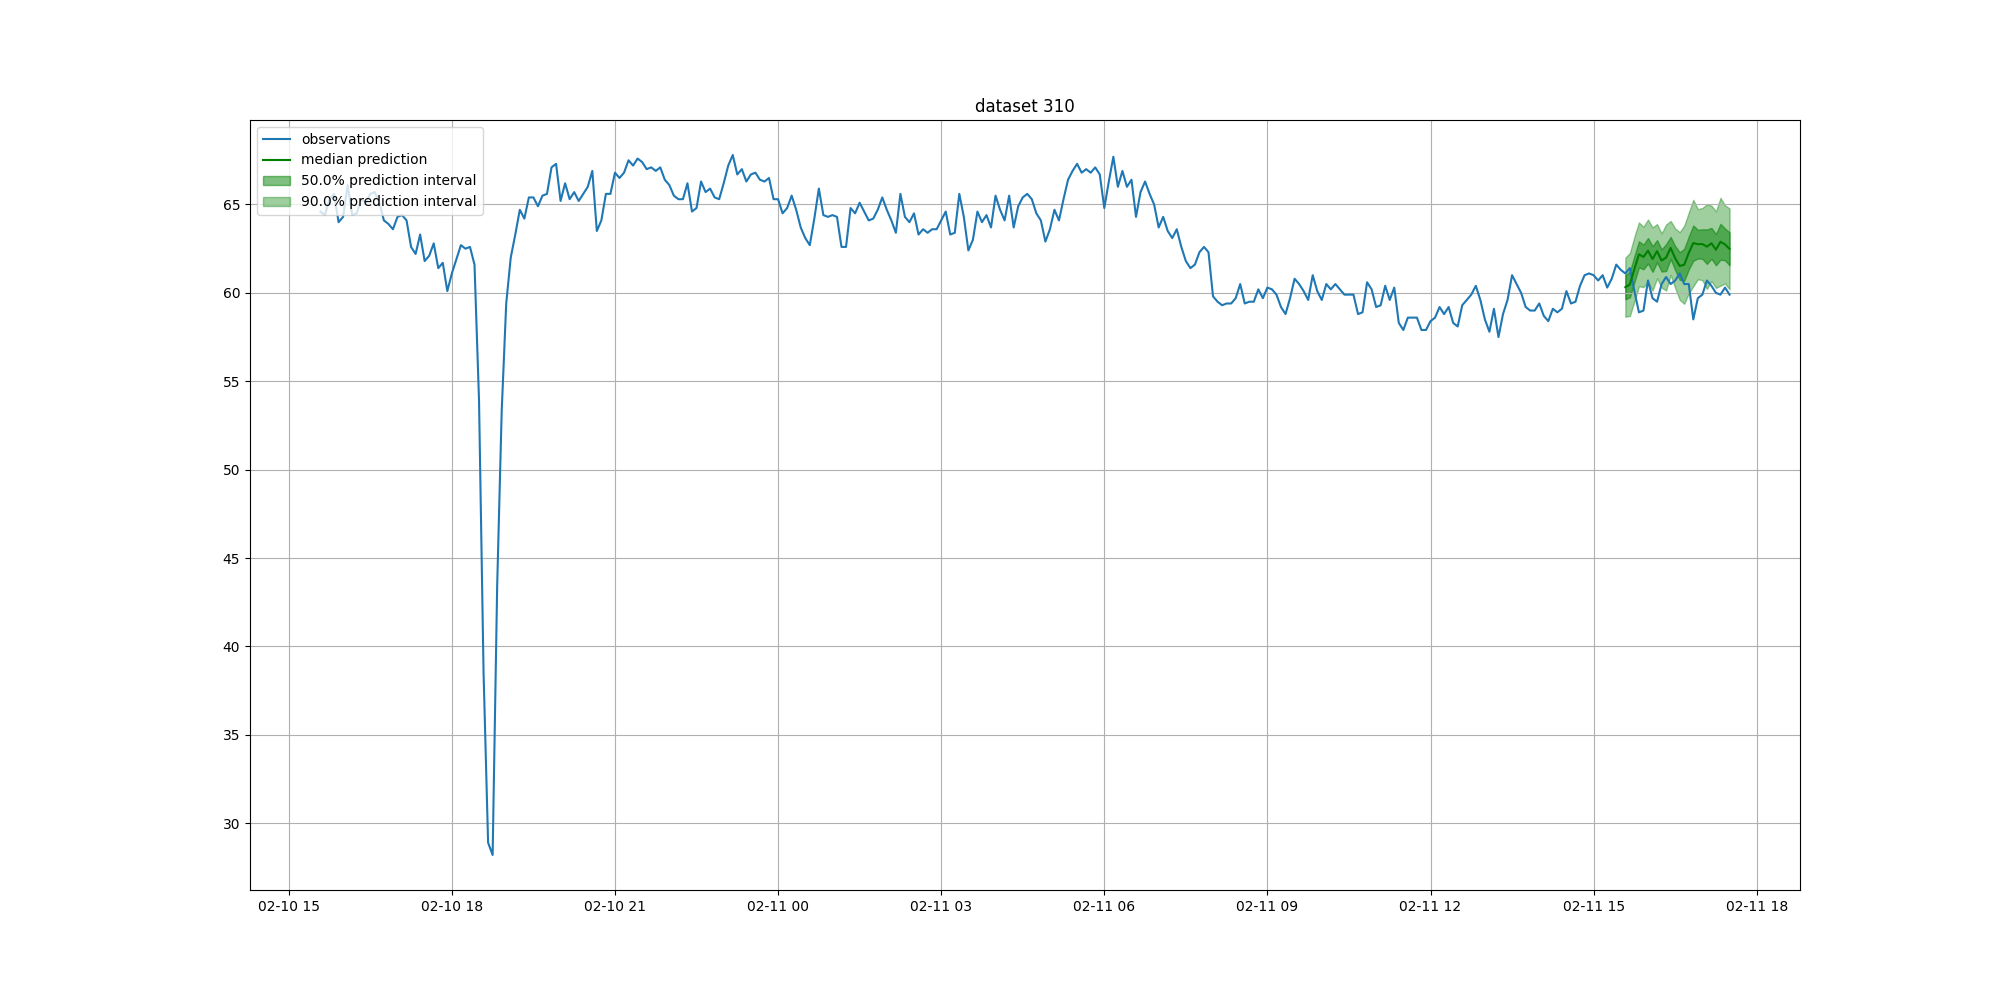 dataset 310
observations
median prediction
50.0% prediction interval
90.0% prediction interval
65
60
55
50
45
40
35
30
02-10 15 02-10 18 02-10 21 02-11 00 02-11 03 02-11 06 02-11 09 02-11 12 02-11 15 02-11 18